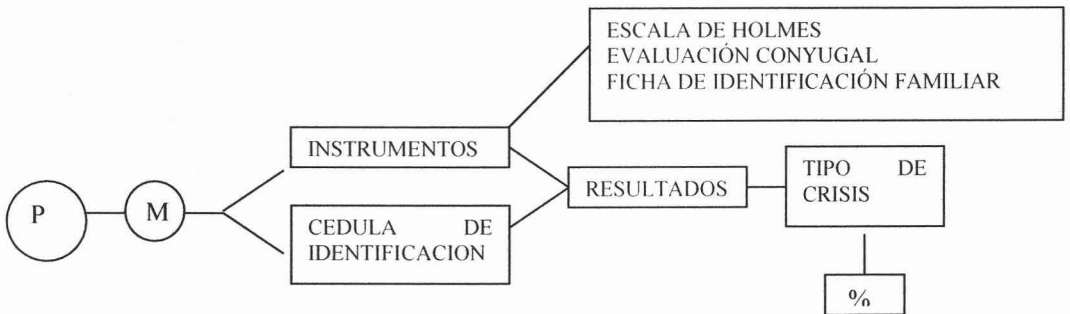 ESCALA DE HOLMES
EVALUACIÓN CONYUGAL
FICHA DE IDENTIFICACIÓN FAMILIAR
INSTRUMENTOS
P
M
CEDULA DE
IDENTIFICACION
RESULTADOS
TIPO DE
CRISIS
%